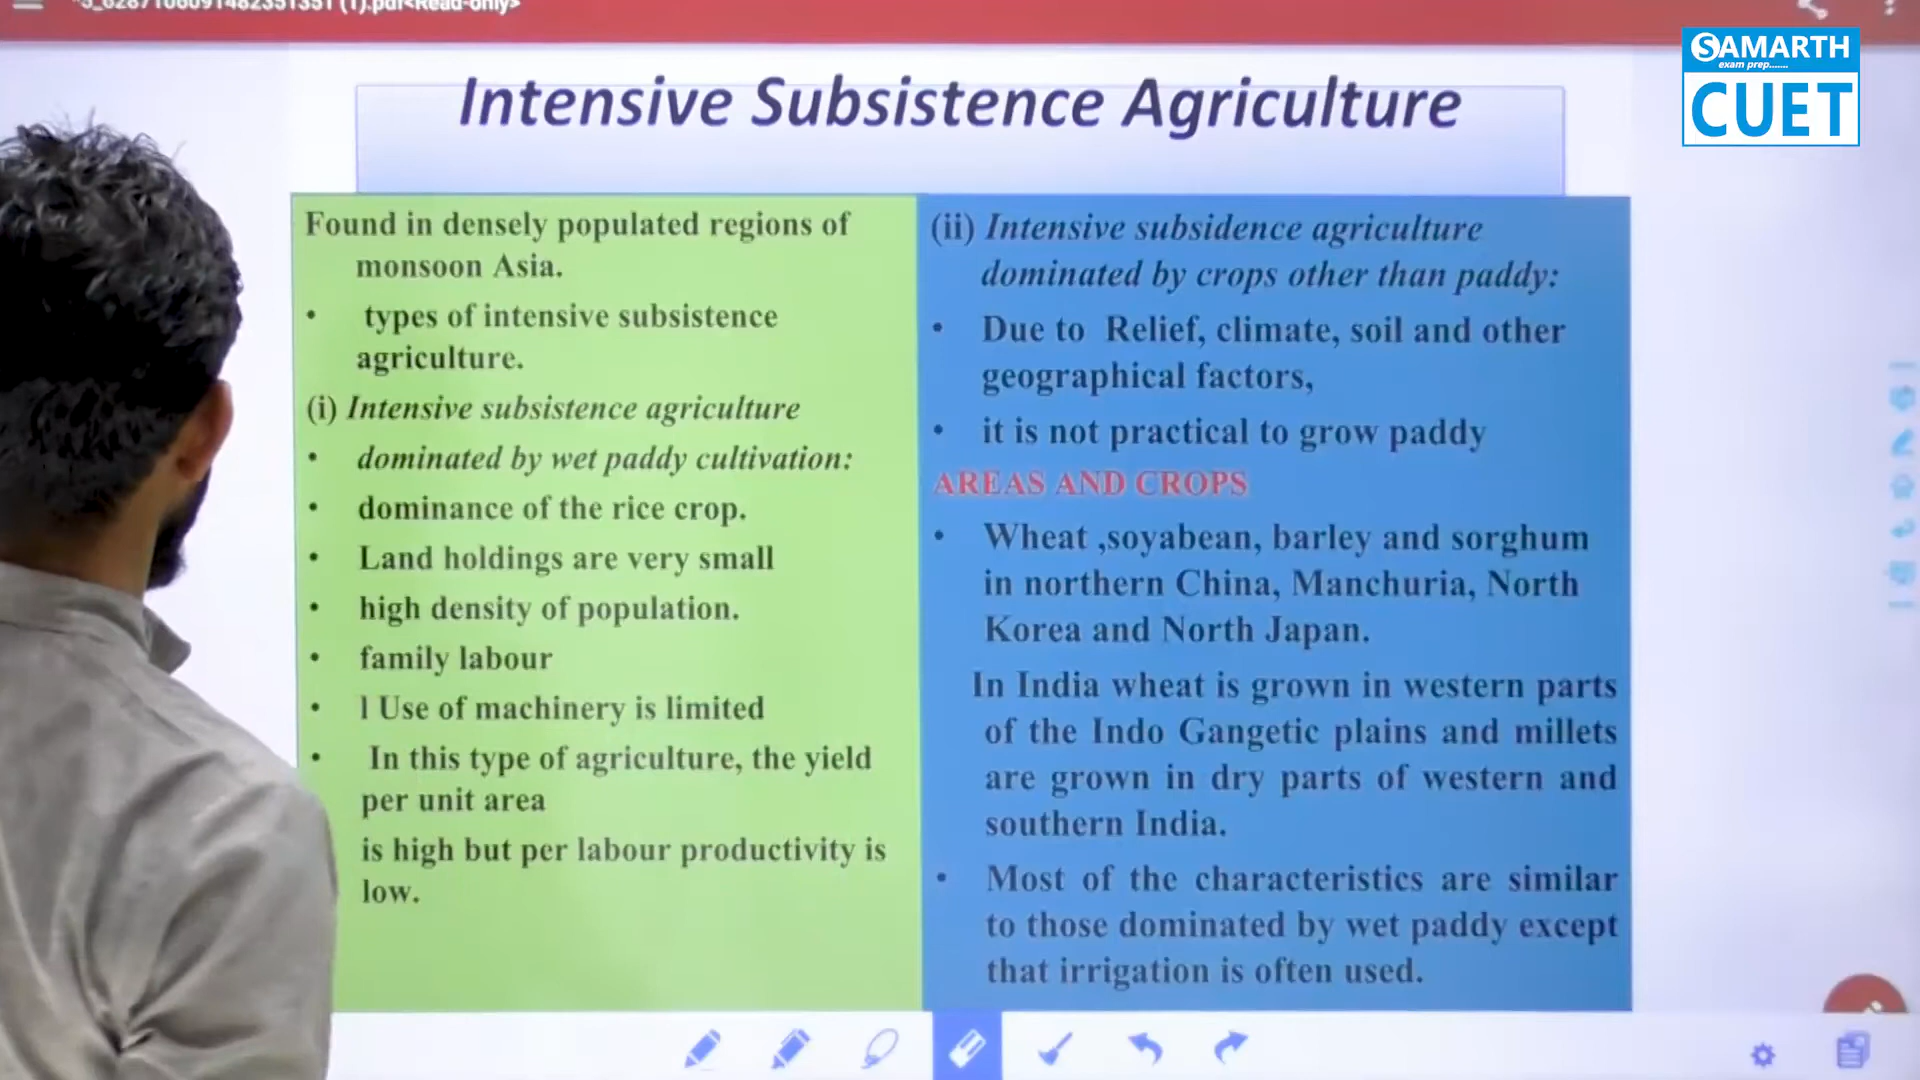 5_6287106091482351351 (1).pdf<Read-only>
SAMARTH
exam prep.......
CUET
Intensive Subsistence Agriculture
Found in densely populated regions of
monsoon Asia.
• types of intensive subsistence
agriculture.
(i) Intensive subsistence agriculture
• dominated by wet paddy cultivation:
• dominance of the rice crop.
• Land holdings are very small
• high density of population.
• family labour
• l Use of machinery is limited
• In this type of agriculture, the yield
per unit area
is high but per labour productivity is
low.
(ii) Intensive subsidence agriculture
dominated by crops other than paddy:
• Due to Relief, climate, soil and other
geographical factors,
• it is not practical to grow paddy
AREAS AND CROPS
• Wheat ,soyabean, barley and sorghum
in northern China, Manchuria, North
Korea and North Japan.
In India wheat is grown in western parts
of the Indo Gangetic plains and millets
are grown in dry parts of western and
southern India.
• Most of the characteristics are similar
to those dominated by wet paddy except
that irrigation is often used.